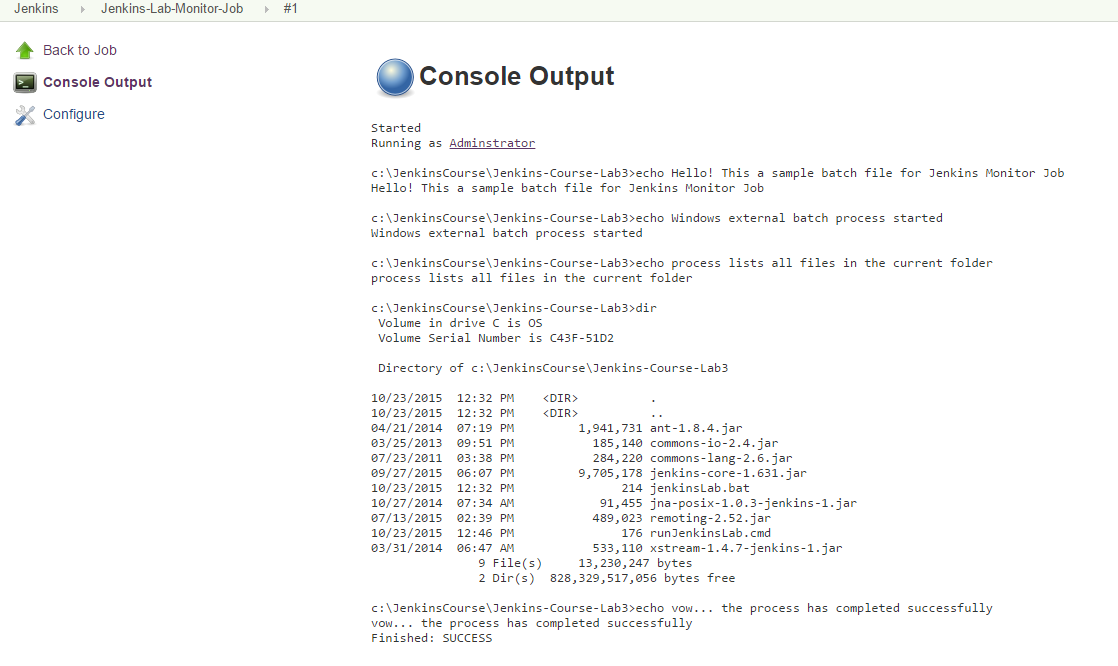 Jenkins Jenkins-Lab-Monitor-Job #1
Back to Job
Console Output
Configure
Console Output
Started
Running as Adminstrator
c:\JenkinsCourse\Jenkins-Course-Lab3>echo Hello! This a sample batch file for Jenkins Monitor Job
Hello! This a sample batch file for Jenkins Monitor Job
c:\JenkinsCourse\Jenkins-Course-Lab3>echo Windows external batch process started
Windows external batch process started
c:\JenkinsCourse\Jenkins-Course-Lab3>echo process lists all files in the current folder
process lists all files in the current folder
c:\JenkinsCourse\Jenkins-Course-Lab3>dir
Volume in drive C is OS
Volume Serial Number is C43F-51D2
Directory of c:\JenkinsCourse\Jenkins-Course-Lab3
10/23/2015  12:32 PM    <DIR>          .
10/23/2015  12:32 PM    <DIR>          ..
04/21/2014  07:19 PM         1,941,731 ant-1.8.4.jar
03/25/2013  09:51 PM           185,140 commons-io-2.4.jar
07/23/2011  03:38 PM           284,220 commons-lang-2.6.jar
09/27/2015  06:07 PM         9,705,178 jenkins-core-1.631.jar
10/23/2015  12:32 PM               214 jenkinsLab.bat
10/27/2014  07:34 AM            91,455 jna-posix-1.0.3-jenkins-1.jar
07/13/2015  02:39 PM           489,023 remoting-2.52.jar
10/23/2015  12:46 PM               176 runJenkinsLab.cmd
03/31/2014  06:47 AM           533,110 xstream-1.4.7-jenkins-1.jar
9 File(s)     13,230,247 bytes
2 Dir(s)  828,329,517,056 bytes free
c:\JenkinsCourse\Jenkins-Course-Lab3>echo vow... the process has completed successfully
vow... the process has completed successfully
Finished: SUCCESS